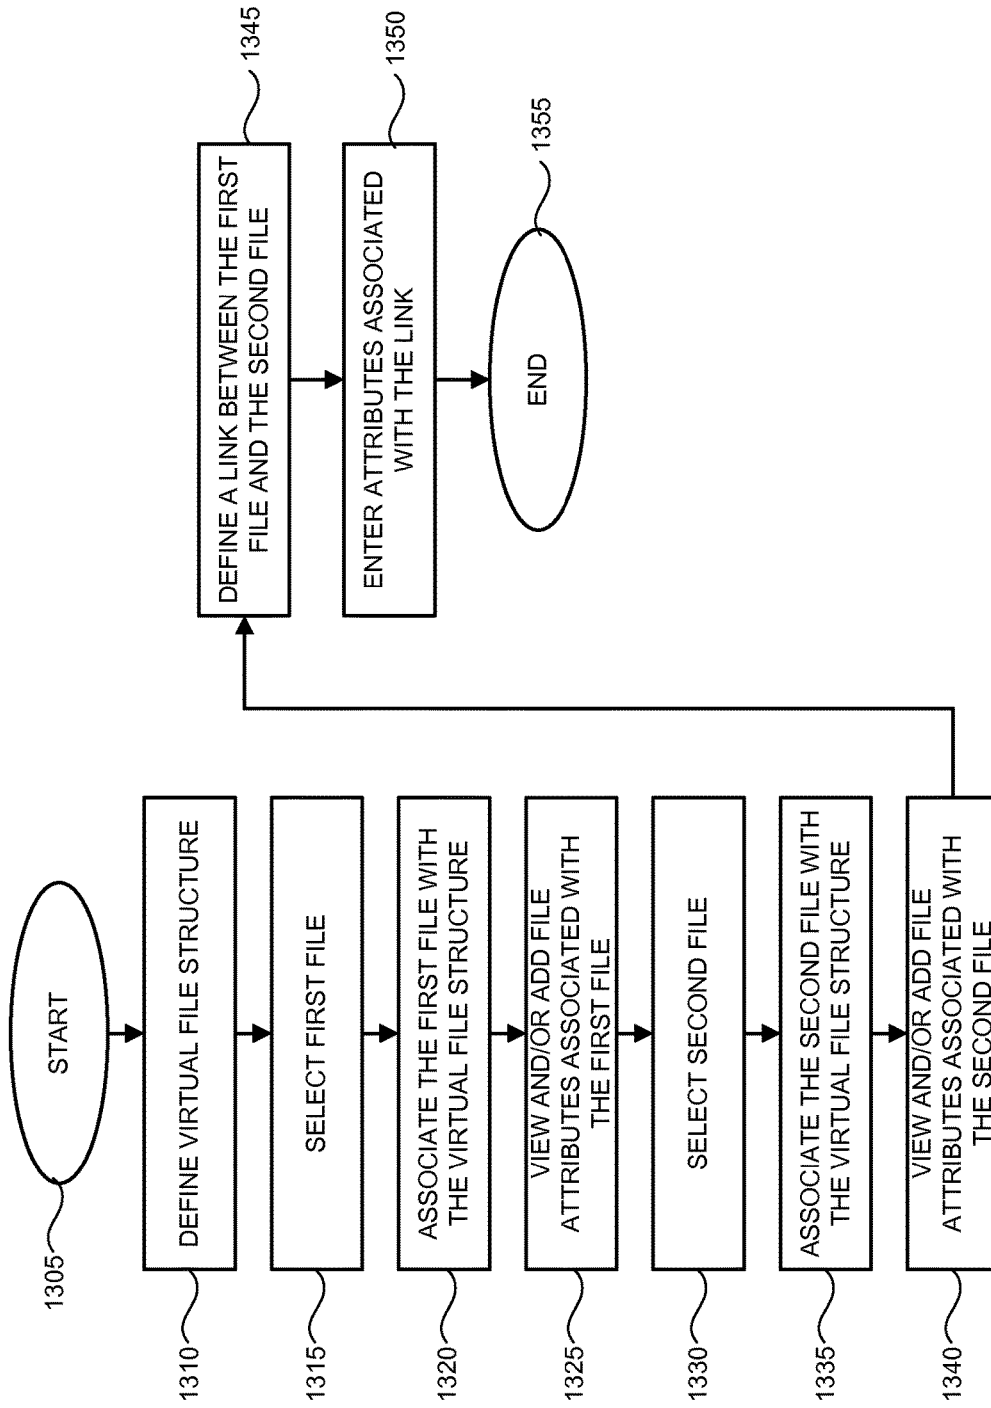 START
1305
DEFINE VIRTUAL FILE STRUCTURE
1310
SELECT FIRST FILE
1315
ASSOCIATE THE FIRST FILE WITH
THE VIRTUAL FILE STRUCTURE
1320
VIEW AND/OR ADD FILE
ATTRIBUTES ASSOCIATED WITH
THE FIRST FILE
1325
SELECT SECOND FILE
1330
ASSOCIATE THE SECOND FILE WITH
THE VIRTUAL FILE STRUCTURE
1335
VIEW AND/OR ADD FILE
ATTRIBUTES ASSOCIATED WITH
THE SECOND FILE
1340
DEFINE A LINK BETWEEN THE FIRST
FILE AND THE SECOND FILE
1345
ENTER ATTRIBUTES ASSOCIATED
WITH THE LINK
1350
END
1355